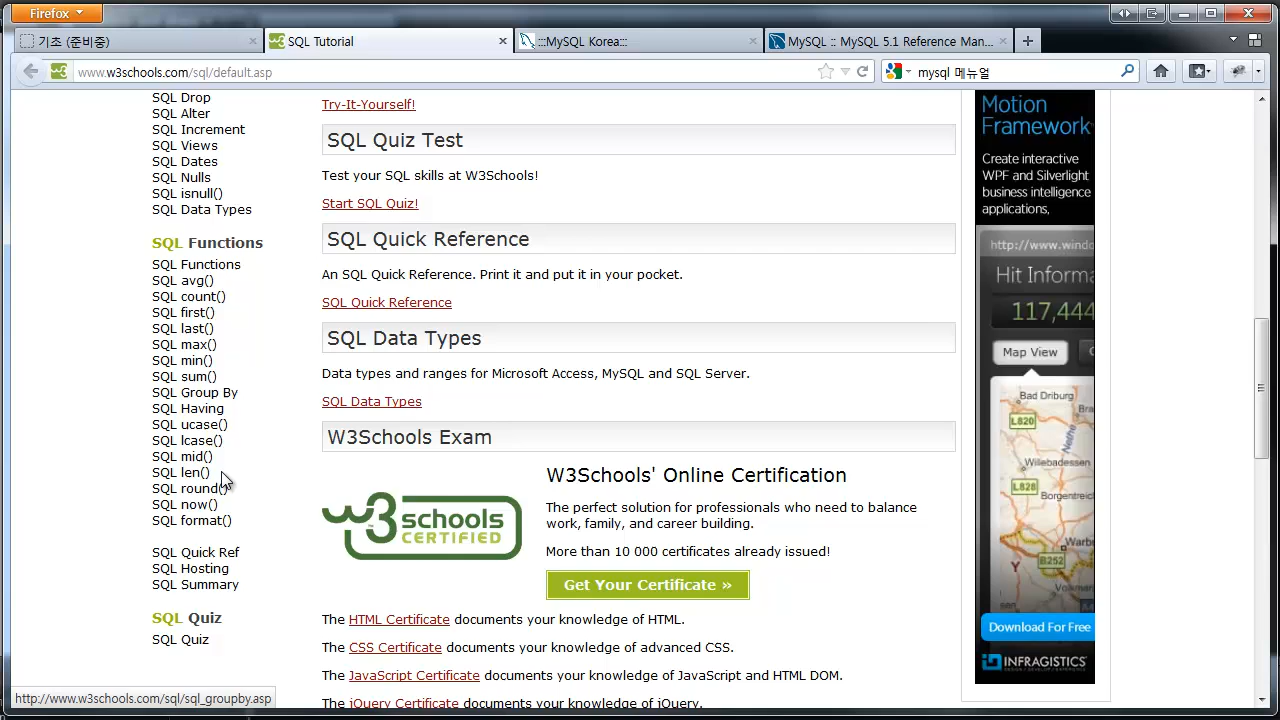 Firefox
기초 (준비중)
SQL Tutorial
:::MySQL Korea:::
MySQL :: MySQL 5.1 Reference Man...
www.w3schools.com/sql/default.asp
mysql 메뉴얼
SQL Drop
SQL Alter
SQL Increment
SQL Views
SQL Dates
SQL Nulls
SQL isnull()
SQL Data Types
SQL Functions
SQL Functions
SQL avg()
SQL count()
SQL first()
SQL last()
SQL max()
SQL min()
SQL sum()
SQL Group By
SQL Having
SQL ucase()
SQL lcase()
SQL mid()
SQL len()
SQL round()
SQL now()
SQL format()
SQL Quick Ref
SQL Hosting
SQL Summary
SQL Quiz
SQL Quiz
http://www.w3schools.com/sql/sql_groupby.asp
Try-It-Yourself!
SQL Quiz Test
Test your SQL skills at W3Schools!
Start SQL Quiz!
SQL Quick Reference
An SQL Quick Reference. Print it and put it in your pocket.
SQL Quick Reference
SQL Data Types
Data types and ranges for Microsoft Access, MySQL and SQL Server.
SQL Data Types
W3Schools Exam
w3schools
CERTIFIED
W3Schools' Online Certification
The perfect solution for professionals who need to balance
work, family, and career building.
More than 10 000 certificates already issued!
Get Your Certificate »
The HTML Certificate documents your knowledge of HTML.
The CSS Certificate documents your knowledge of advanced CSS.
The JavaScript Certificate documents your knowledge of JavaScript and HTML DOM.
The jQuery Certificate documents your knowledge of jQuery.
Motion
Framework
Create interactive
WPF and Silverlight
business intelligence
applications.
http://www.windo
Hit Informa
117,444
Map View
Bad Driburg
L820
Nethe
Willebadessen
L828
Borgentreich
Warbu
B252
Volkmarsen
Download For Free
INFRAGISTICS